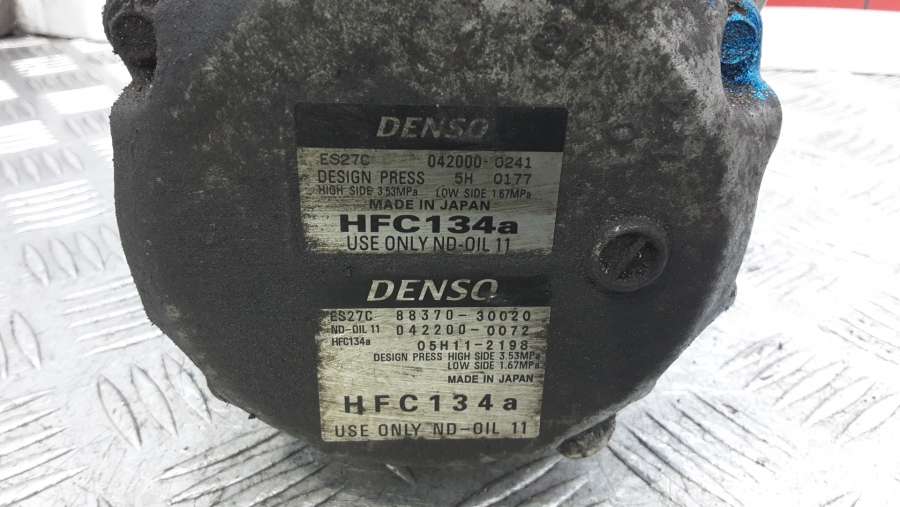 DENSO
ES27C 042000-0241
DESIGN PRESS 5H 0177
HIGH SIDE 3.53MPa LOW SIDE 1.67MPa
MADE IN JAPAN
HFC134a
USE ONLY ND-OIL 11
DENSO
ES27C 88370-30020
ND-OIL 11 042200-0072
HFC134a 05H11-2198
DESIGN PRESS HIGH SIDE 3.53MPa
LOW SIDE 1.67MPa
MADE IN JAPAN
HFC134a
USE ONLY ND-OIL 11